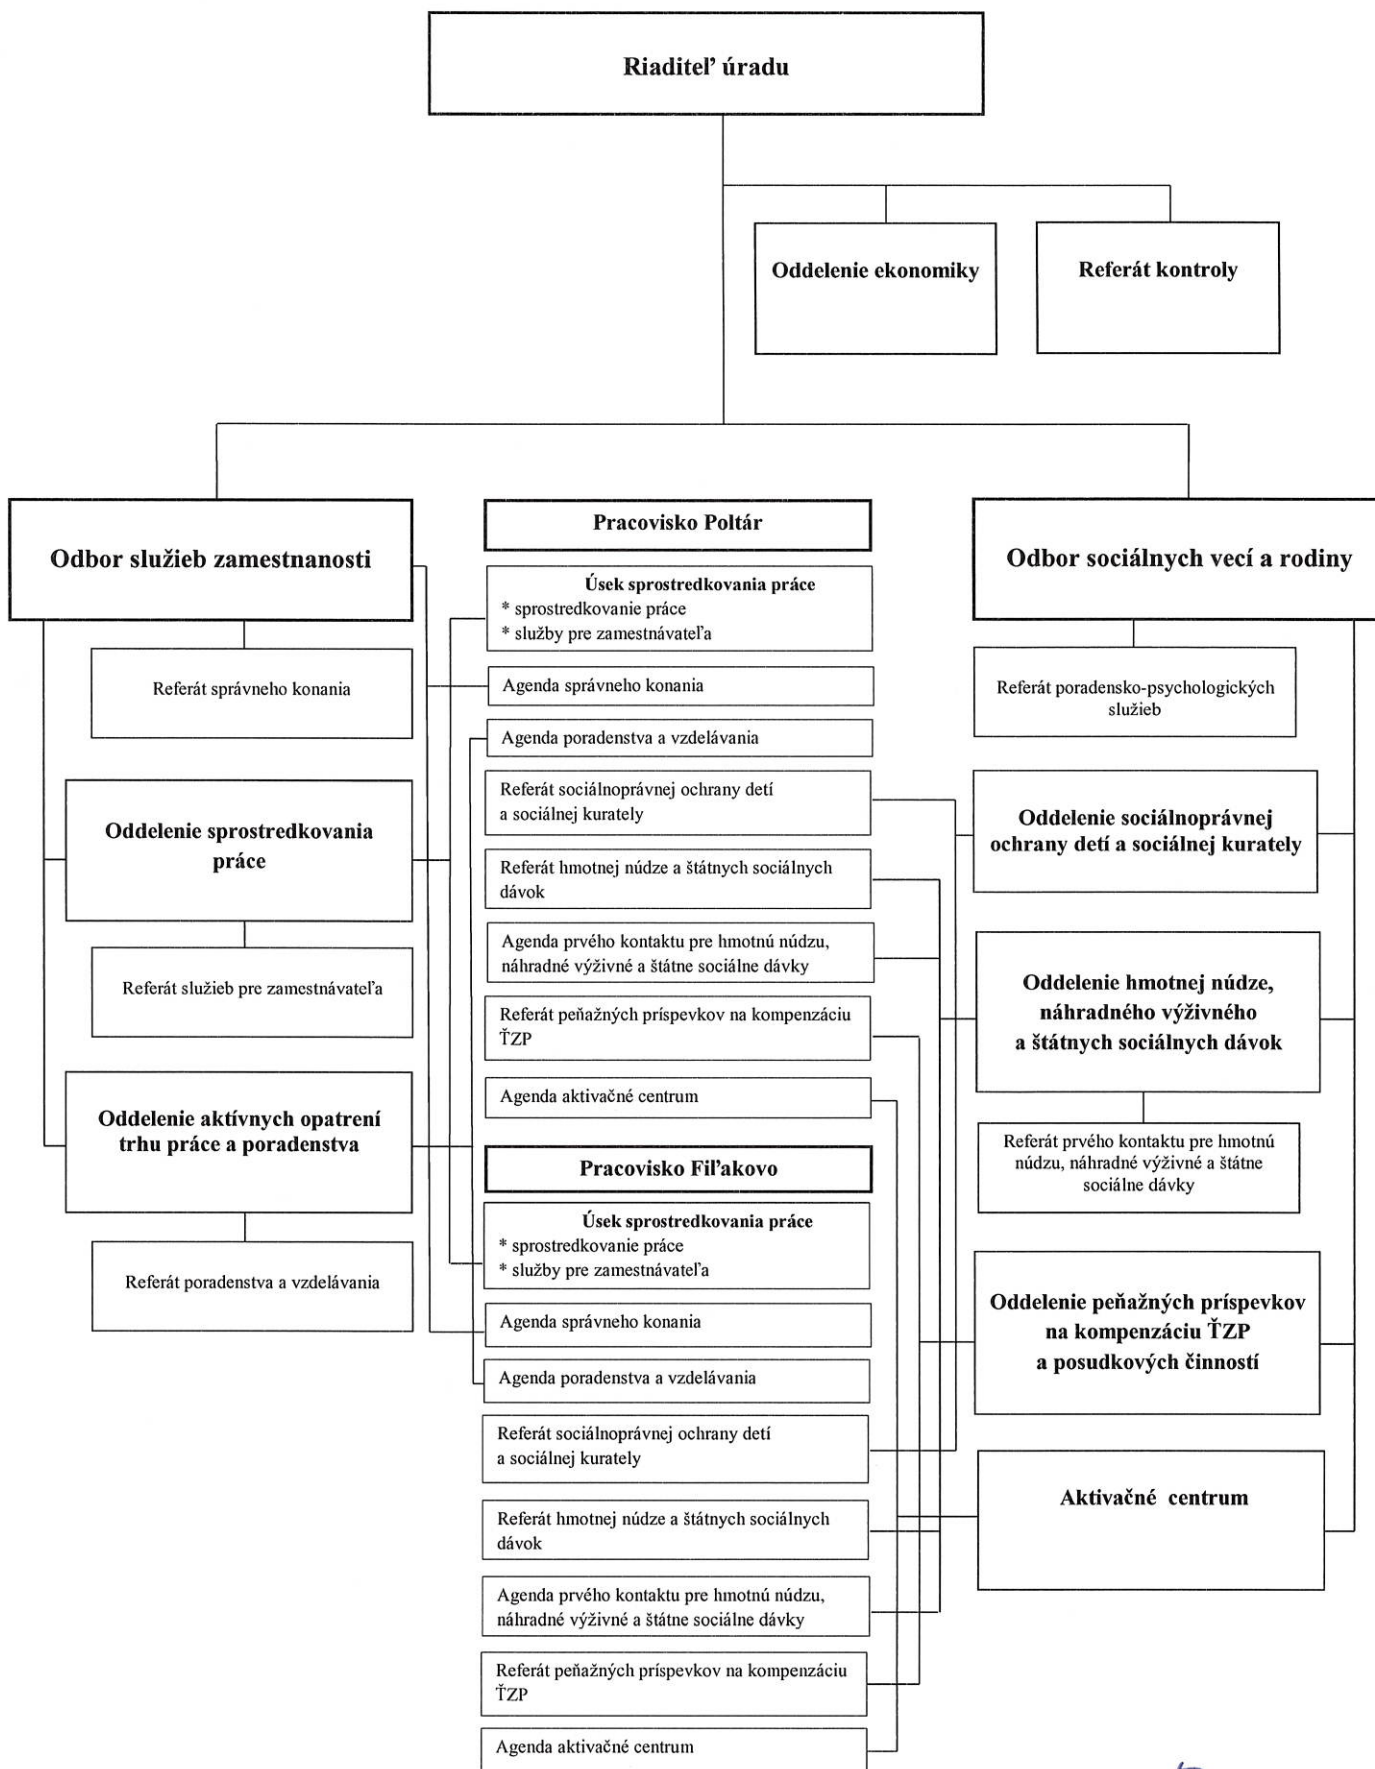 Riaditeľ úradu
Oddelenie ekonomiky
Referát kontroly
Odbor služieb zamestnanosti
Referát správneho konania
Oddelenie sprostredkovania
práce
Referát služieb pre zamestnávateľa
Oddelenie aktívnych opatrení
trhu práce a poradenstva
Referát poradenstva a vzdelávania
Pracovisko Poltár
Úsek sprostredkovania práce
* sprostredkovanie práce
* služby pre zamestnávateľa
Agenda správneho konania
Agenda poradenstva a vzdelávania
Referát sociálnoprávnej ochrany detí
a sociálnej kurately
Referát hmotnej núdze a štátnych sociálnych
dávok
Agenda prvého kontaktu pre hmotnú núdzu,
náhradné výživné a štátne sociálne dávky
Referát peňažných príspevkov na kompenzáciu
ŤZP
Agenda aktivačné centrum
Pracovisko Fiľakovo
Úsek sprostredkovania práce
* sprostredkovanie práce
* služby pre zamestnávateľa
Agenda správneho konania
Agenda poradenstva a vzdelávania
Referát sociálnoprávnej ochrany detí
a sociálnej kurately
Referát hmotnej núdze a štátnych sociálnych
dávok
Agenda prvého kontaktu pre hmotnú núdzu,
náhradné výživné a štátne sociálne dávky
Referát peňažných príspevkov na kompenzáciu
ŤZP
Agenda aktivačné centrum
Odbor sociálnych vecí a rodiny
Referát poradensko-psychologických
služieb
Oddelenie sociálnoprávnej
ochrany detí a sociálnej kurately
Oddelenie hmotnej núdze,
náhradného výživného
a štátnych sociálnych dávok
Referát prvého kontaktu pre hmotnú
núdzu, náhradné výživné a štátne
sociálne dávky
Oddelenie peňažných príspevkov
na kompenzáciu ŤZP
a posudkových činností
Aktivačné centrum